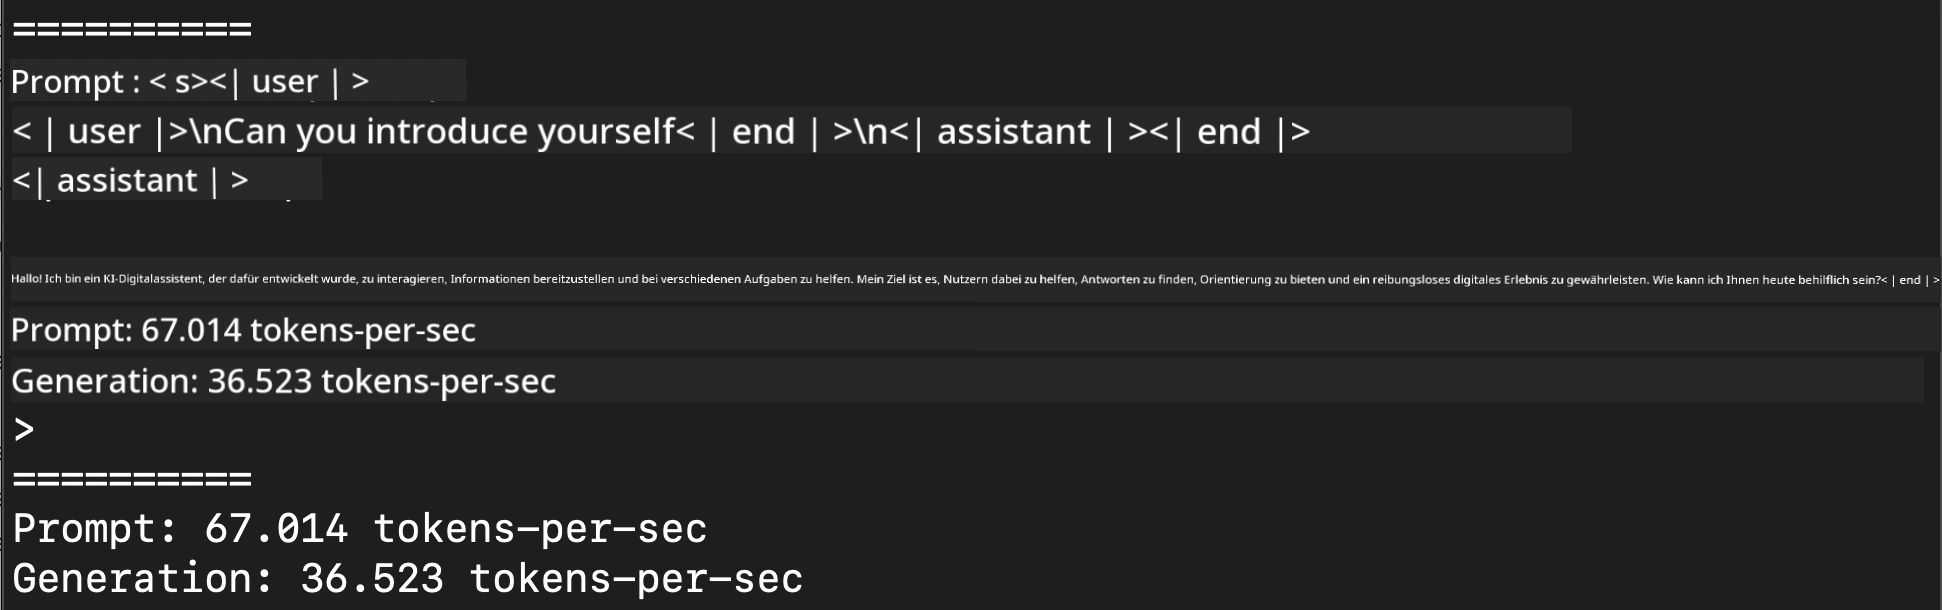 ==========
Prompt : < s><| user | >
< | user |>\nCan you introduce yourself< | end | >\n<| assistant | ><| end |>
<| assistant | >
Hallo! Ich bin ein KI-Digitalassistent, der dafür entwickelt wurde, zu interagieren, Informationen bereitzustellen und bei verschiedenen Aufgaben zu helfen. Mein Ziel ist es, Nutzern dabei zu helfen, Antworten zu finden, Orientierung zu bieten und ein reibungsloses digitales Erlebnis zu gewährleisten. Wie kann ich Ihnen heute behilflich sein?< | end | >
Prompt: 67.014 tokens-per-sec
Generation: 36.523 tokens-per-sec
>
==========
Prompt: 67.014 tokens-per-sec
Generation: 36.523 tokens-per-sec